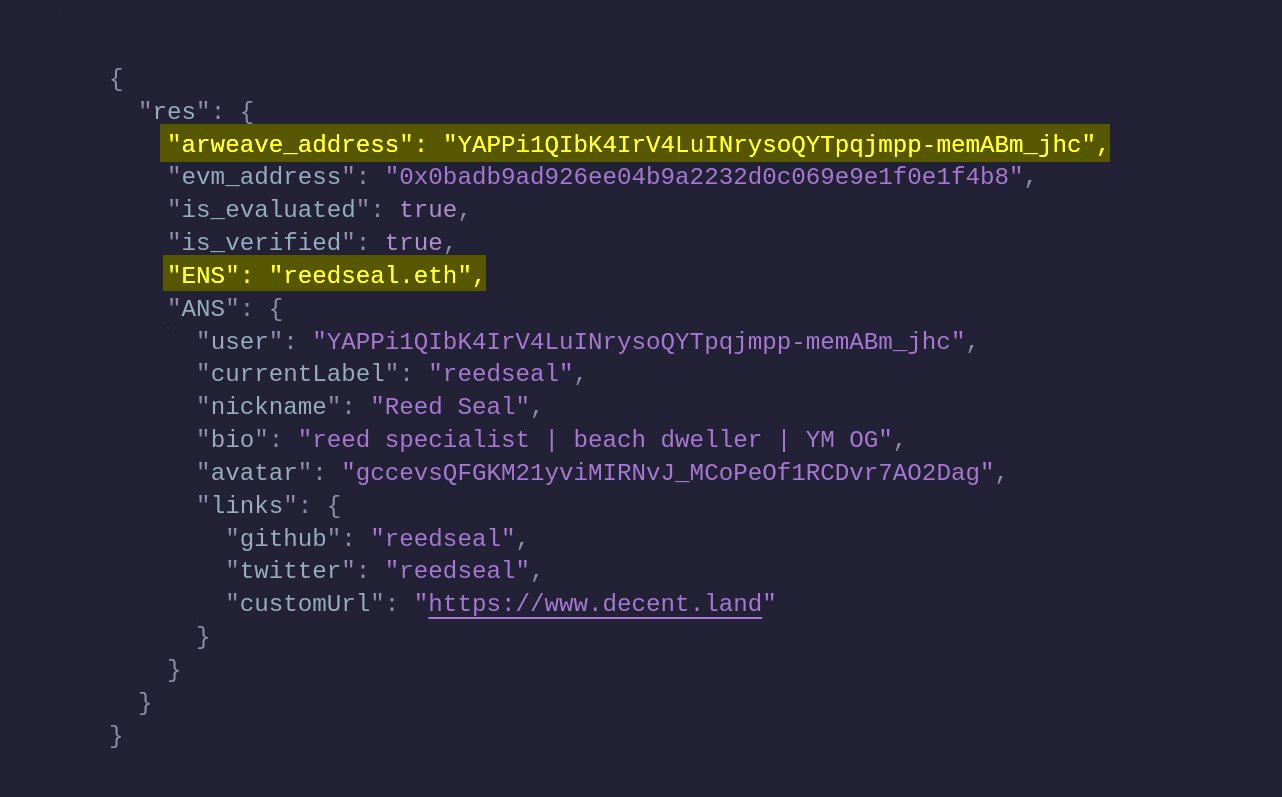 {
"res": {
"arweave_address": "YAPPi1QIbK4IrV4LuINrysoQYTpqjmpp-memABm_jhc",
"evm_address": "0x0badb9ad926ee04b9a2232d0c069e9e1f0e1f4b8",
"is_evaluated": true,
"is_verified": true,
"ENS": "reedseal.eth",
"ANS": {
"user": "YAPPi1QIbK4IrV4LuINrysoQYTpqjmpp-memABm_jhc",
"currentLabel": "reedseal",
"nickname": "Reed Seal",
"bio": "reed specialist | beach dweller | YM OG",
"avatar": "gccevsQFGKM21yviMIRNvJ_MCoPeOf1RCDvr7AO2Dag",
"links": {
"github": "reedseal",
"twitter": "reedseal",
"customUrl": "https://www.decent.land"
}
}
}
}